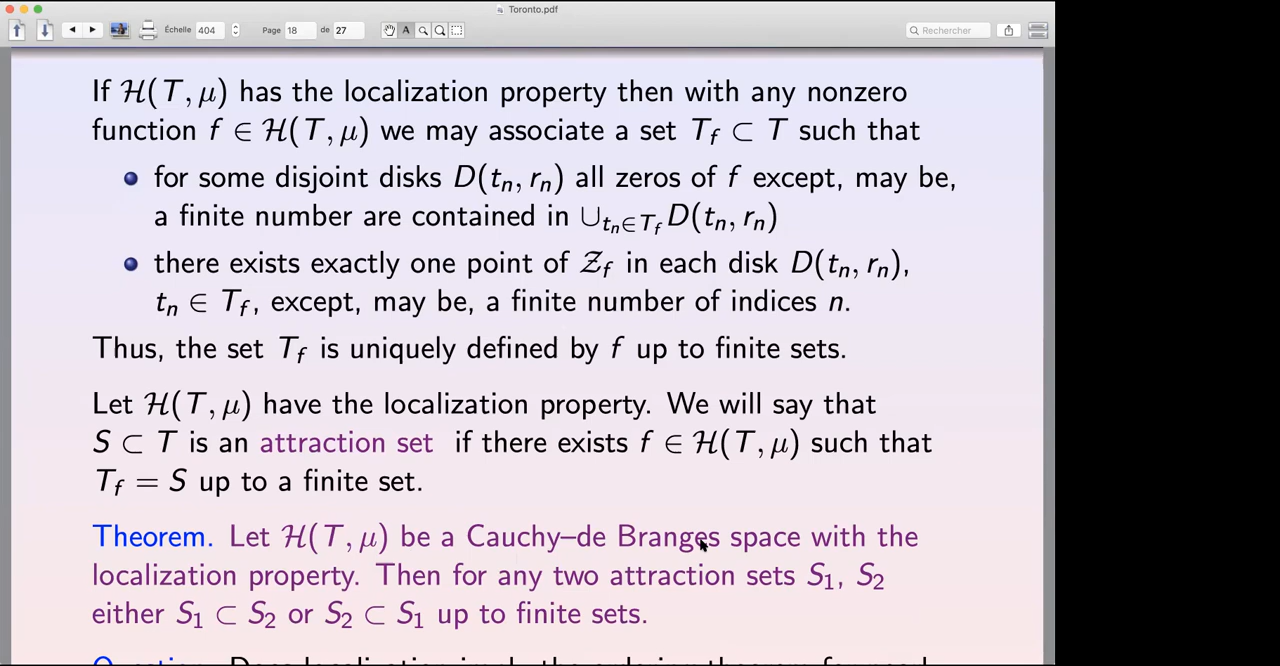 Toronto.pdf
Échelle 404 Page 18 de 27 Rechercher
If ℋ(T, μ) has the localization property then with any nonzero
function f ∈ ℋ(T, μ) we may associate a set T_f ⊂ T such that
for some disjoint disks D(t_n, r_n) all zeros of f except, may be,
a finite number are contained in ∪_{t_n∈T_f} D(t_n, r_n)
there exists exactly one point of 𝒵_f in each disk D(t_n, r_n),
t_n ∈ T_f, except, may be, a finite number of indices n.
Thus, the set T_f is uniquely defined by f up to finite sets.
Let ℋ(T, μ) have the localization property. We will say that
S ⊂ T is an attraction set if there exists f ∈ ℋ(T, μ) such that
T_f = S up to a finite set.
Theorem. Let ℋ(T, μ) be a Cauchy–de Branges space with the
localization property. Then for any two attraction sets S_1, S_2
either S_1 ⊂ S_2 or S_2 ⊂ S_1 up to finite sets.